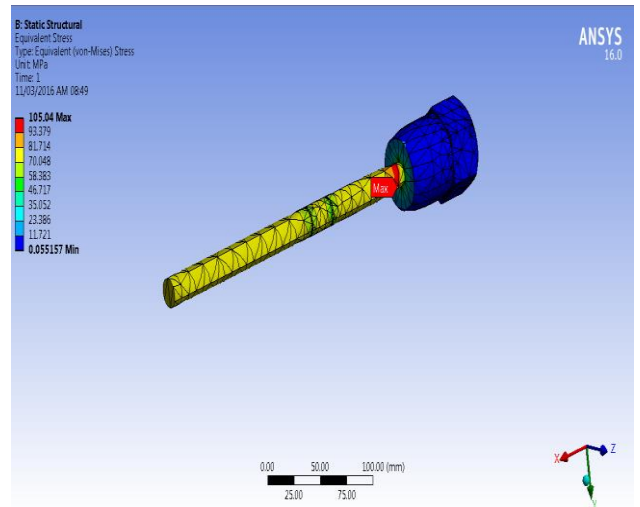 B: Static Structural
Equivalent Stress
Type: Equivalent (von-Mises) Stress
Unit: MPa
Time: 1
11/03/2016 AM 08:49
105.04 Max
93.379
81.714
70.048
58.383
46.717
35.052
23.386
11.721
0.055157 Min
ANSYS
16.0
Max
0.00 50.00 100.00 (mm)
25.00 75.00
X Z
Y